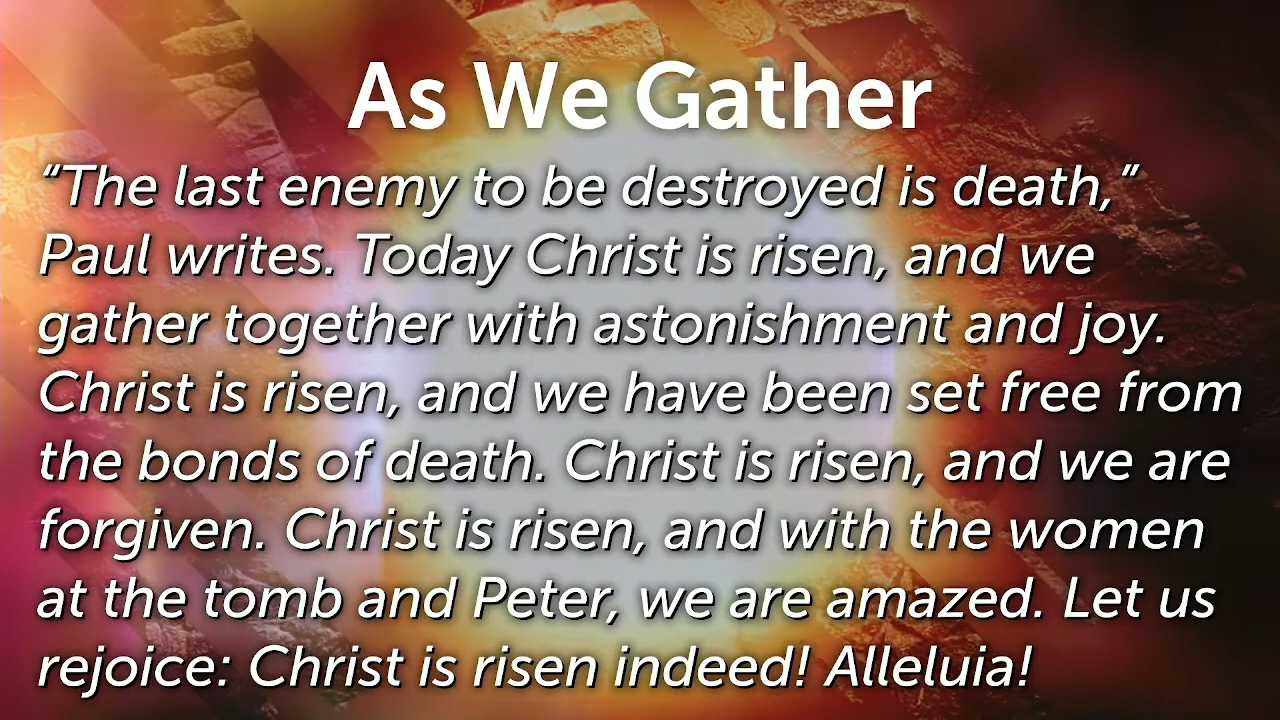 As We Gather
“The last enemy to be destroyed is death,”
Paul writes. Today Christ is risen, and we
gather together with astonishment and joy.
Christ is risen, and we have been set free from
the bonds of death. Christ is risen, and we are
forgiven. Christ is risen, and with the women
at the tomb and Peter, we are amazed. Let us
rejoice: Christ is risen indeed! Alleluia!